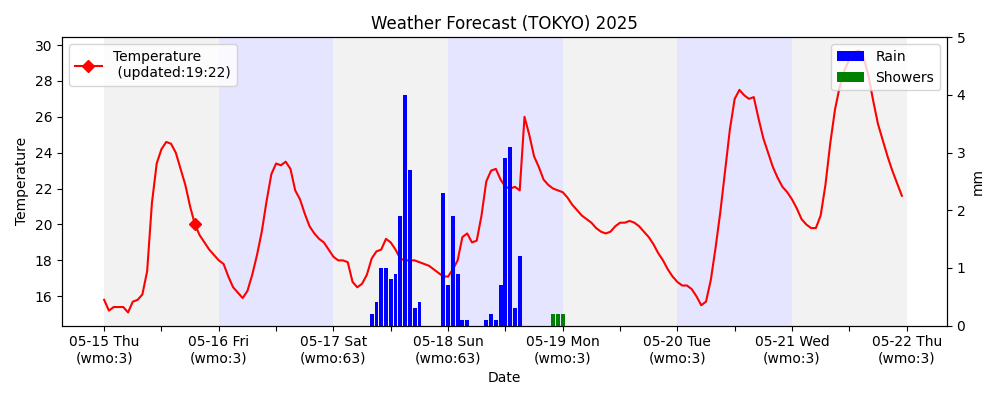 Weather Forecast (TOKYO) 2025
Temperature
(updated:19:22)
Rain
Showers
Temperature
30
28
26
24
22
20
18
16
5
4
3
2
1
0
mm
05-15 Thu
(wmo:3)
05-16 Fri
(wmo:3)
05-17 Sat
(wmo:63)
05-18 Sun
(wmo:63)
05-19 Mon
(wmo:3)
05-20 Tue
(wmo:3)
05-21 Wed
(wmo:3)
05-22 Thu
(wmo:3)
Date